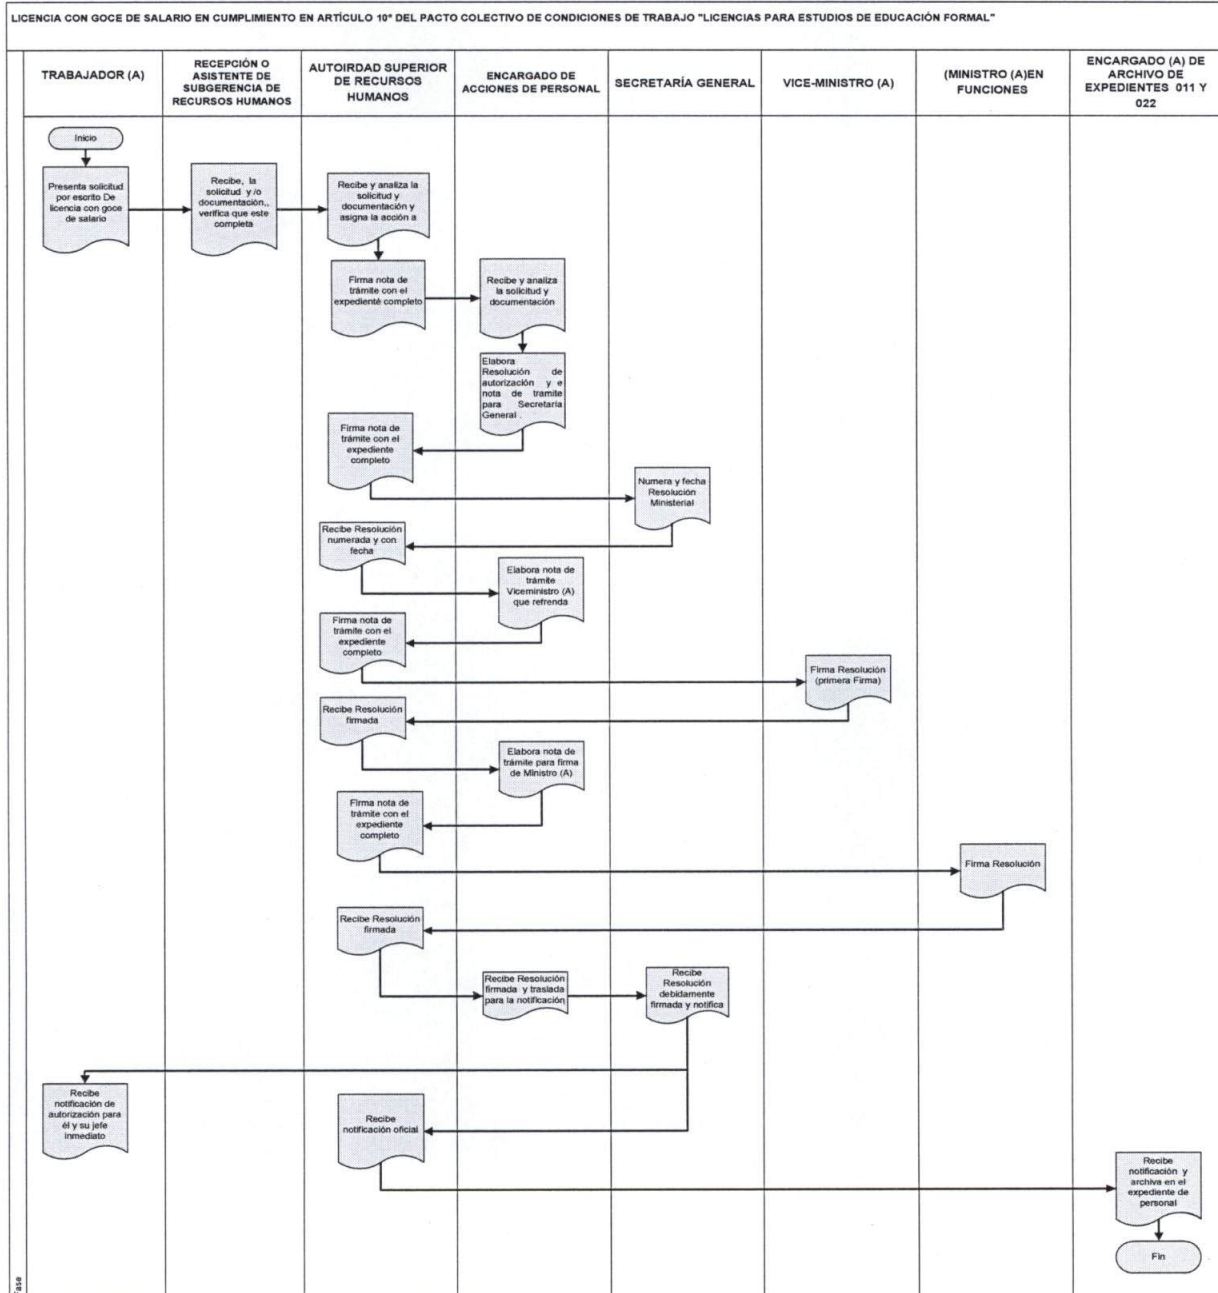 LICENCIA CON GOCE DE SALARIO EN CUMPLIMIENTO EN ARTÍCULO 10° DEL PACTO COLECTIVO DE CONDICIONES DE TRABAJO "LICENCIAS PARA ESTUDIOS DE EDUCACIÓN FORMAL"
TRABAJADOR (A)
RECEPCIÓN O
ASISTENTE DE
SUBGERENCIA DE
RECURSOS HUMANOS
AUTOIRDAD SUPERIOR
DE RECURSOS
HUMANOS
ENCARGADO DE
ACCIONES DE PERSONAL
SECRETARÍA GENERAL
VICE-MINISTRO (A)
(MINISTRO (A)EN
FUNCIONES
ENCARGADO (A) DE
ARCHIVO DE
EXPEDIENTES 011 Y
022
Inicio
Presenta solicitud
por escrito De
licencia con goce
de salario
Recibe, la
solicitud y /o
documentación,,
verifica que este
completa
Recibe y analiza la
solicitud y
documentación y
asigna la acción a
Firma nota de
trámite con el
expedienté completo
Recibe y analiza
la solicitud y
documentación
Elabora
Resolución de
autorización y e
nota de tramite
para Secretaría
General .
Firma nota de
trámite con el
expediente
completo
Numera y fecha
Resolución
Ministerial
Recibe Resolución
numerada y con
fecha
Elabora nota de
trámite
Viceministro (A)
que refrenda
Firma nota de
trámite con el
expediente
completo
Firma Resolución
(primera Firma)
Recibe Resolución
firmada
Elabora nota de
trámite para firma
de Ministro (A)
Firma nota de
trámite con el
expediente
completo
Firma Resolución
Recibe Resolución
firmada
Recibe Resolución
firmada y traslada
para la notificación
Recibe
Resolución
debidamente
firmada y notifica
Recibe
notificación de
autorización para
él y su jefe
inmediato
Recibe
notificación oficial
Recibe
notificación y
archiva en el
expediente de
personal
Fin
Fase